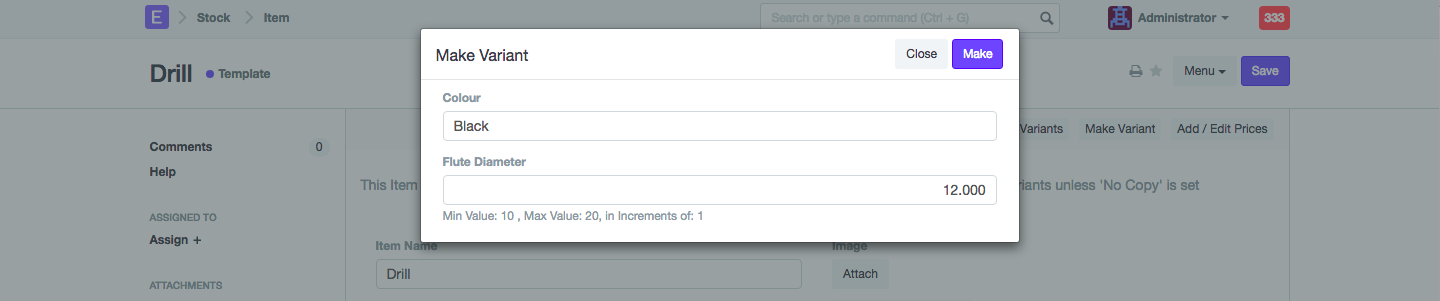 E Stock Item Search or type a command (Ctrl + G) Administrator 333
Make Variant Close Make
Drill Template Menu Save
Colour
Black
Variants Make Variant Add / Edit Prices
Comments 0
Flute Diameter
Help
This Item 12.000 unless 'No Copy' is set
Min Value: 10 , Max Value: 20, in Increments of: 1
ASSIGNED TO
Assign +
Item Name Image
Drill Attach
ATTACHMENTS